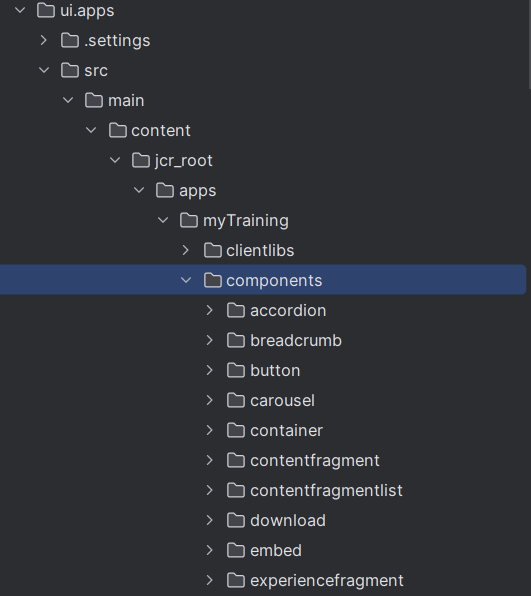 ui.apps
.settings
src
main
content
jcr_root
apps
myTraining
clientlibs
components
accordion
breadcrumb
button
carousel
container
contentfragment
contentfragmentlist
download
embed
experiencefragment